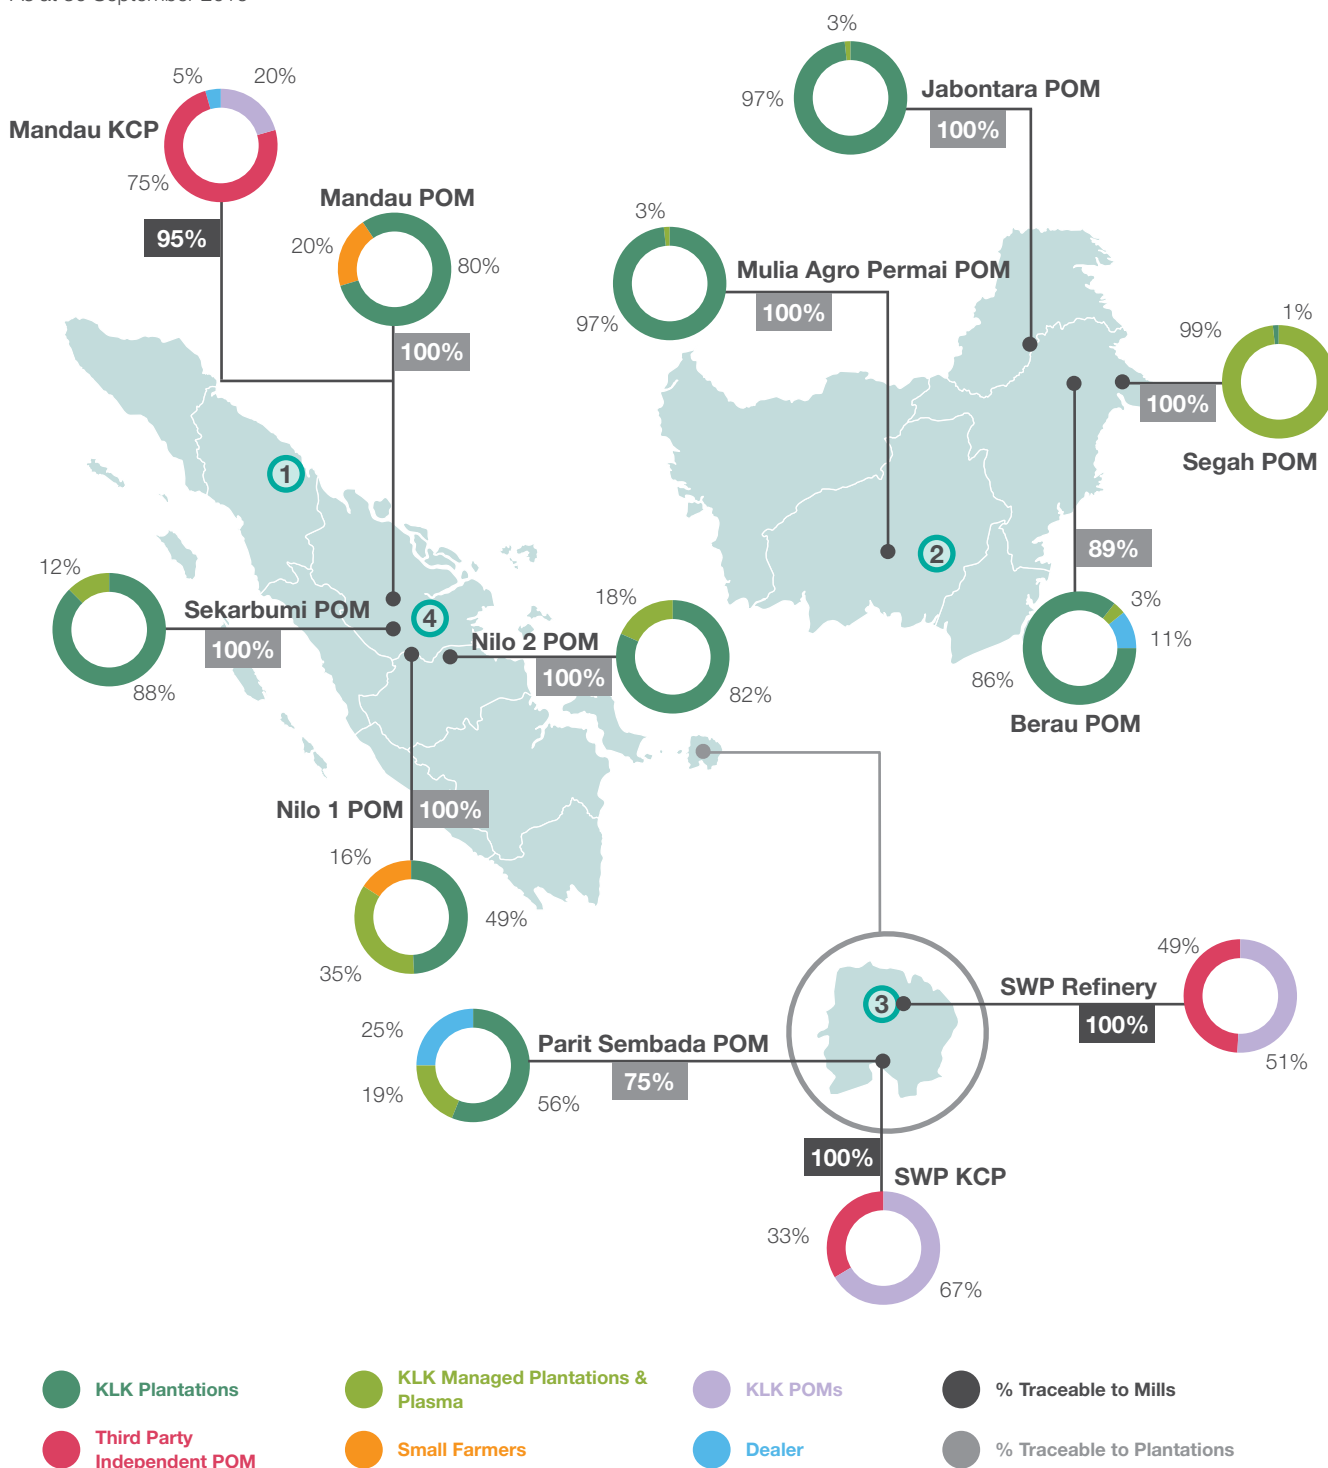 3%
Jabontara POM
97%
100%
5%
20%
Mandau KCP
75%
95%
Mandau POM
20%
80%
100%
3%
Mulia Agro Permai POM
97%
100%
99%
1%
100%
Segah POM
1
2
89%
3%
11%
86%
Berau POM
12%
Sekarbumi POM
100%
88%
4
18%
Nilo 2 POM
100%
82%
Nilo 1 POM
100%
16%
49%
35%
25%
Parit Sembada POM
75%
19%
56%
3
49%
SWP Refinery
100%
51%
100%
SWP KCP
33%
67%
KLK Plantations
KLK Managed Plantations &
Plasma
KLK POMs
% Traceable to Mills
Third Party
Independent POM
Small Farmers
Dealer
% Traceable to Plantations